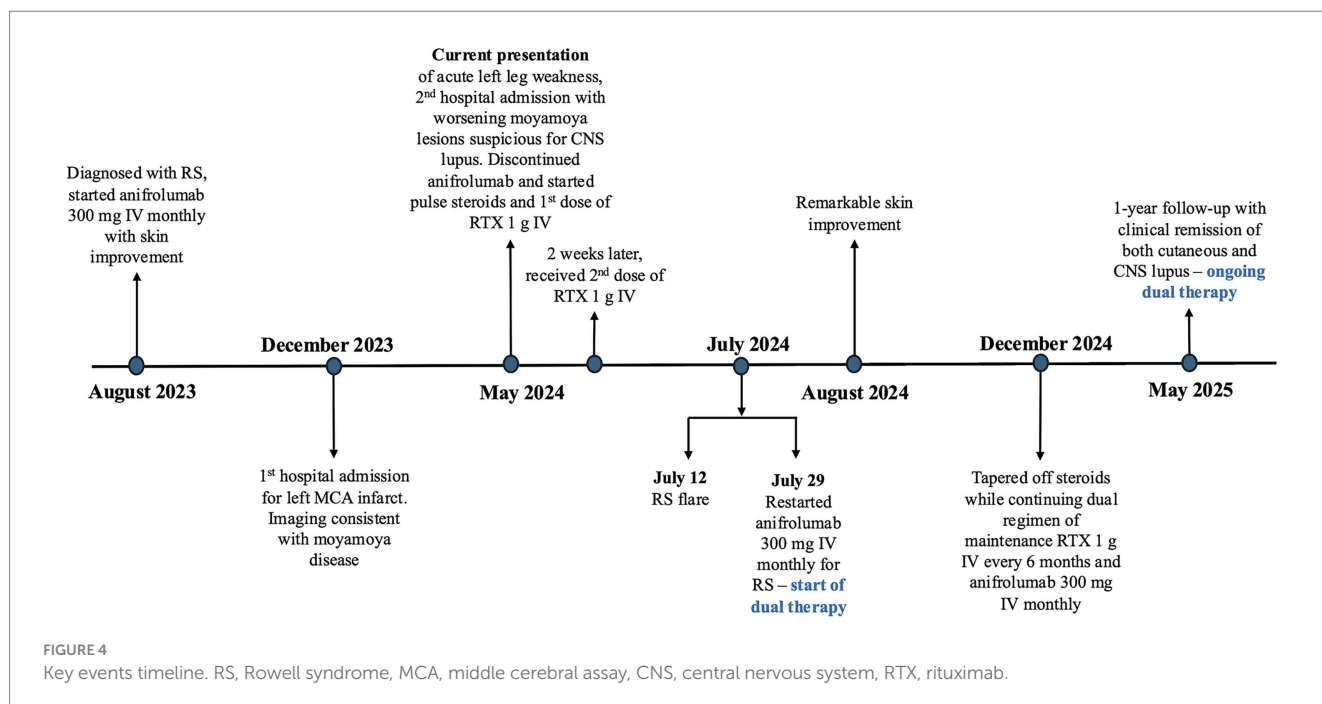 Diagnosed with RS,
started anifrolumab
300 mg IV monthly
with skin
improvement
August 2023
December 2023
1st hospital admission
for left MCA infarct.
Imaging consistent
with moyamoya
disease
Current presentation
of acute left leg weakness,
2nd hospital admission with
worsening moyamoya
lesions suspicious for CNS
lupus. Discontinued
anifrolumab and started
pulse steroids and 1st dose of
RTX 1 g IV
May 2024
2 weeks later,
received 2nd dose of
RTX 1 g IV
July 2024
July 12
RS flare
July 29
Restarted
anifrolumab
300 mg IV
monthly for
RS – start of
dual therapy
Remarkable skin
improvement
August 2024
December 2024
Tapered off steroids
while continuing dual
regimen of
maintenance RTX 1 g
IV every 6 months and
anifrolumab 300 mg
IV monthly
1-year follow-up with
clinical remission of
both cutaneous and
CNS lupus – ongoing
dual therapy
May 2025
FIGURE 4
Key events timeline. RS, Rowell syndrome, MCA, middle cerebral assay, CNS, central nervous system, RTX, rituximab.